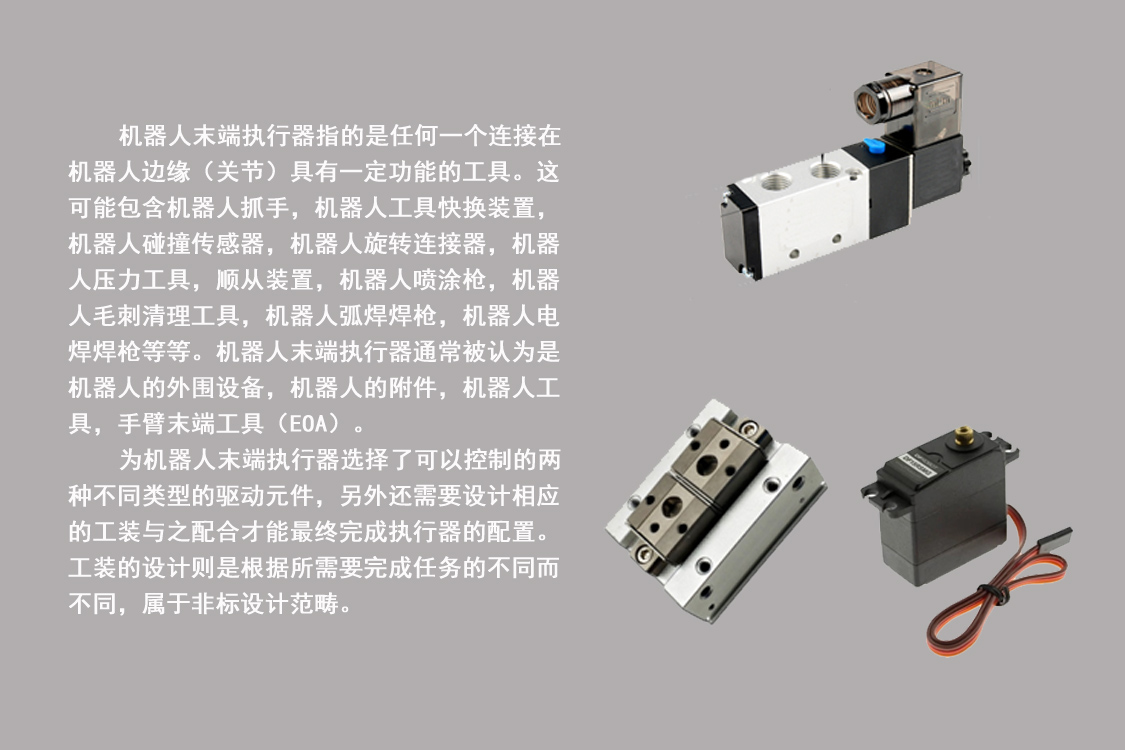 机器人末端执行器指的是任何一个连接在
机器人边缘（关节）具有一定功能的工具。这
可能包含机器人抓手，机器人工具快换装置，
机器人碰撞传感器，机器人旋转连接器，机器
人压力工具，顺从装置，机器人喷涂枪，机器
人毛刺清理工具，机器人弧焊焊枪，机器人电
焊焊枪等等。机器人末端执行器通常被认为是
机器人的外围设备，机器人的附件，机器人工
具，手臂末端工具（EOA）。
为机器人末端执行器选择了可以控制的两
种不同类型的驱动元件，另外还需要设计相应
的工装与之配合才能最终完成执行器的配置。
工装的设计则是根据所需要完成任务的不同而
不同，属于非标设计范畴。